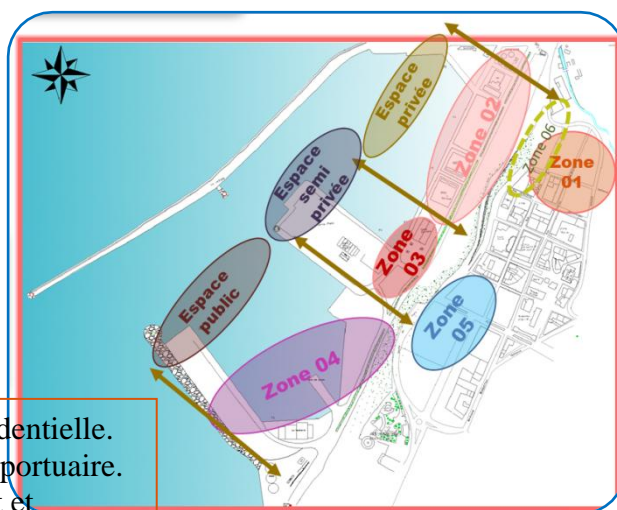 Espace
privée
Zone 02
Zone 06
Zone
01
Espace
semi
privée
Zone
03
Espace
public
Zone
05
Zone 04
dentielle.
portuaire.
t et